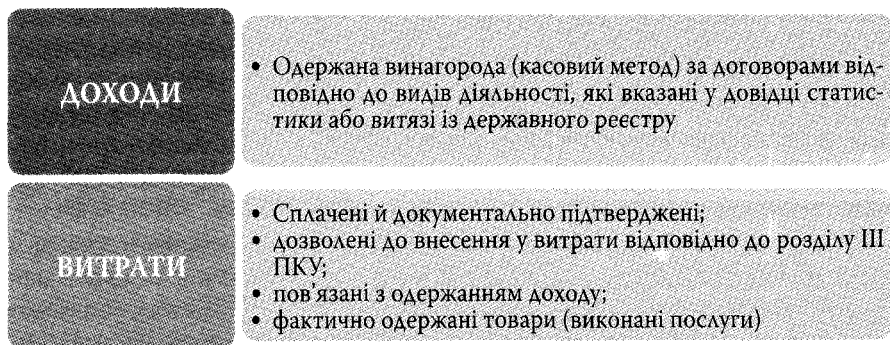 ДОХОДИ
• Одержана винагорода (касовий метод) за договорами від-
повідно до видів діяльності, які вказані у довідці статис-
тики або витязі із державного реєстру
ВИТРАТИ
• Сплачені й документально підтверджені;
• дозволені до внесення у витрати відповідно до розділу III
ПКУ;
• пов'язані з одержанням доходу;
• фактично одержані товари (виконані послуги)